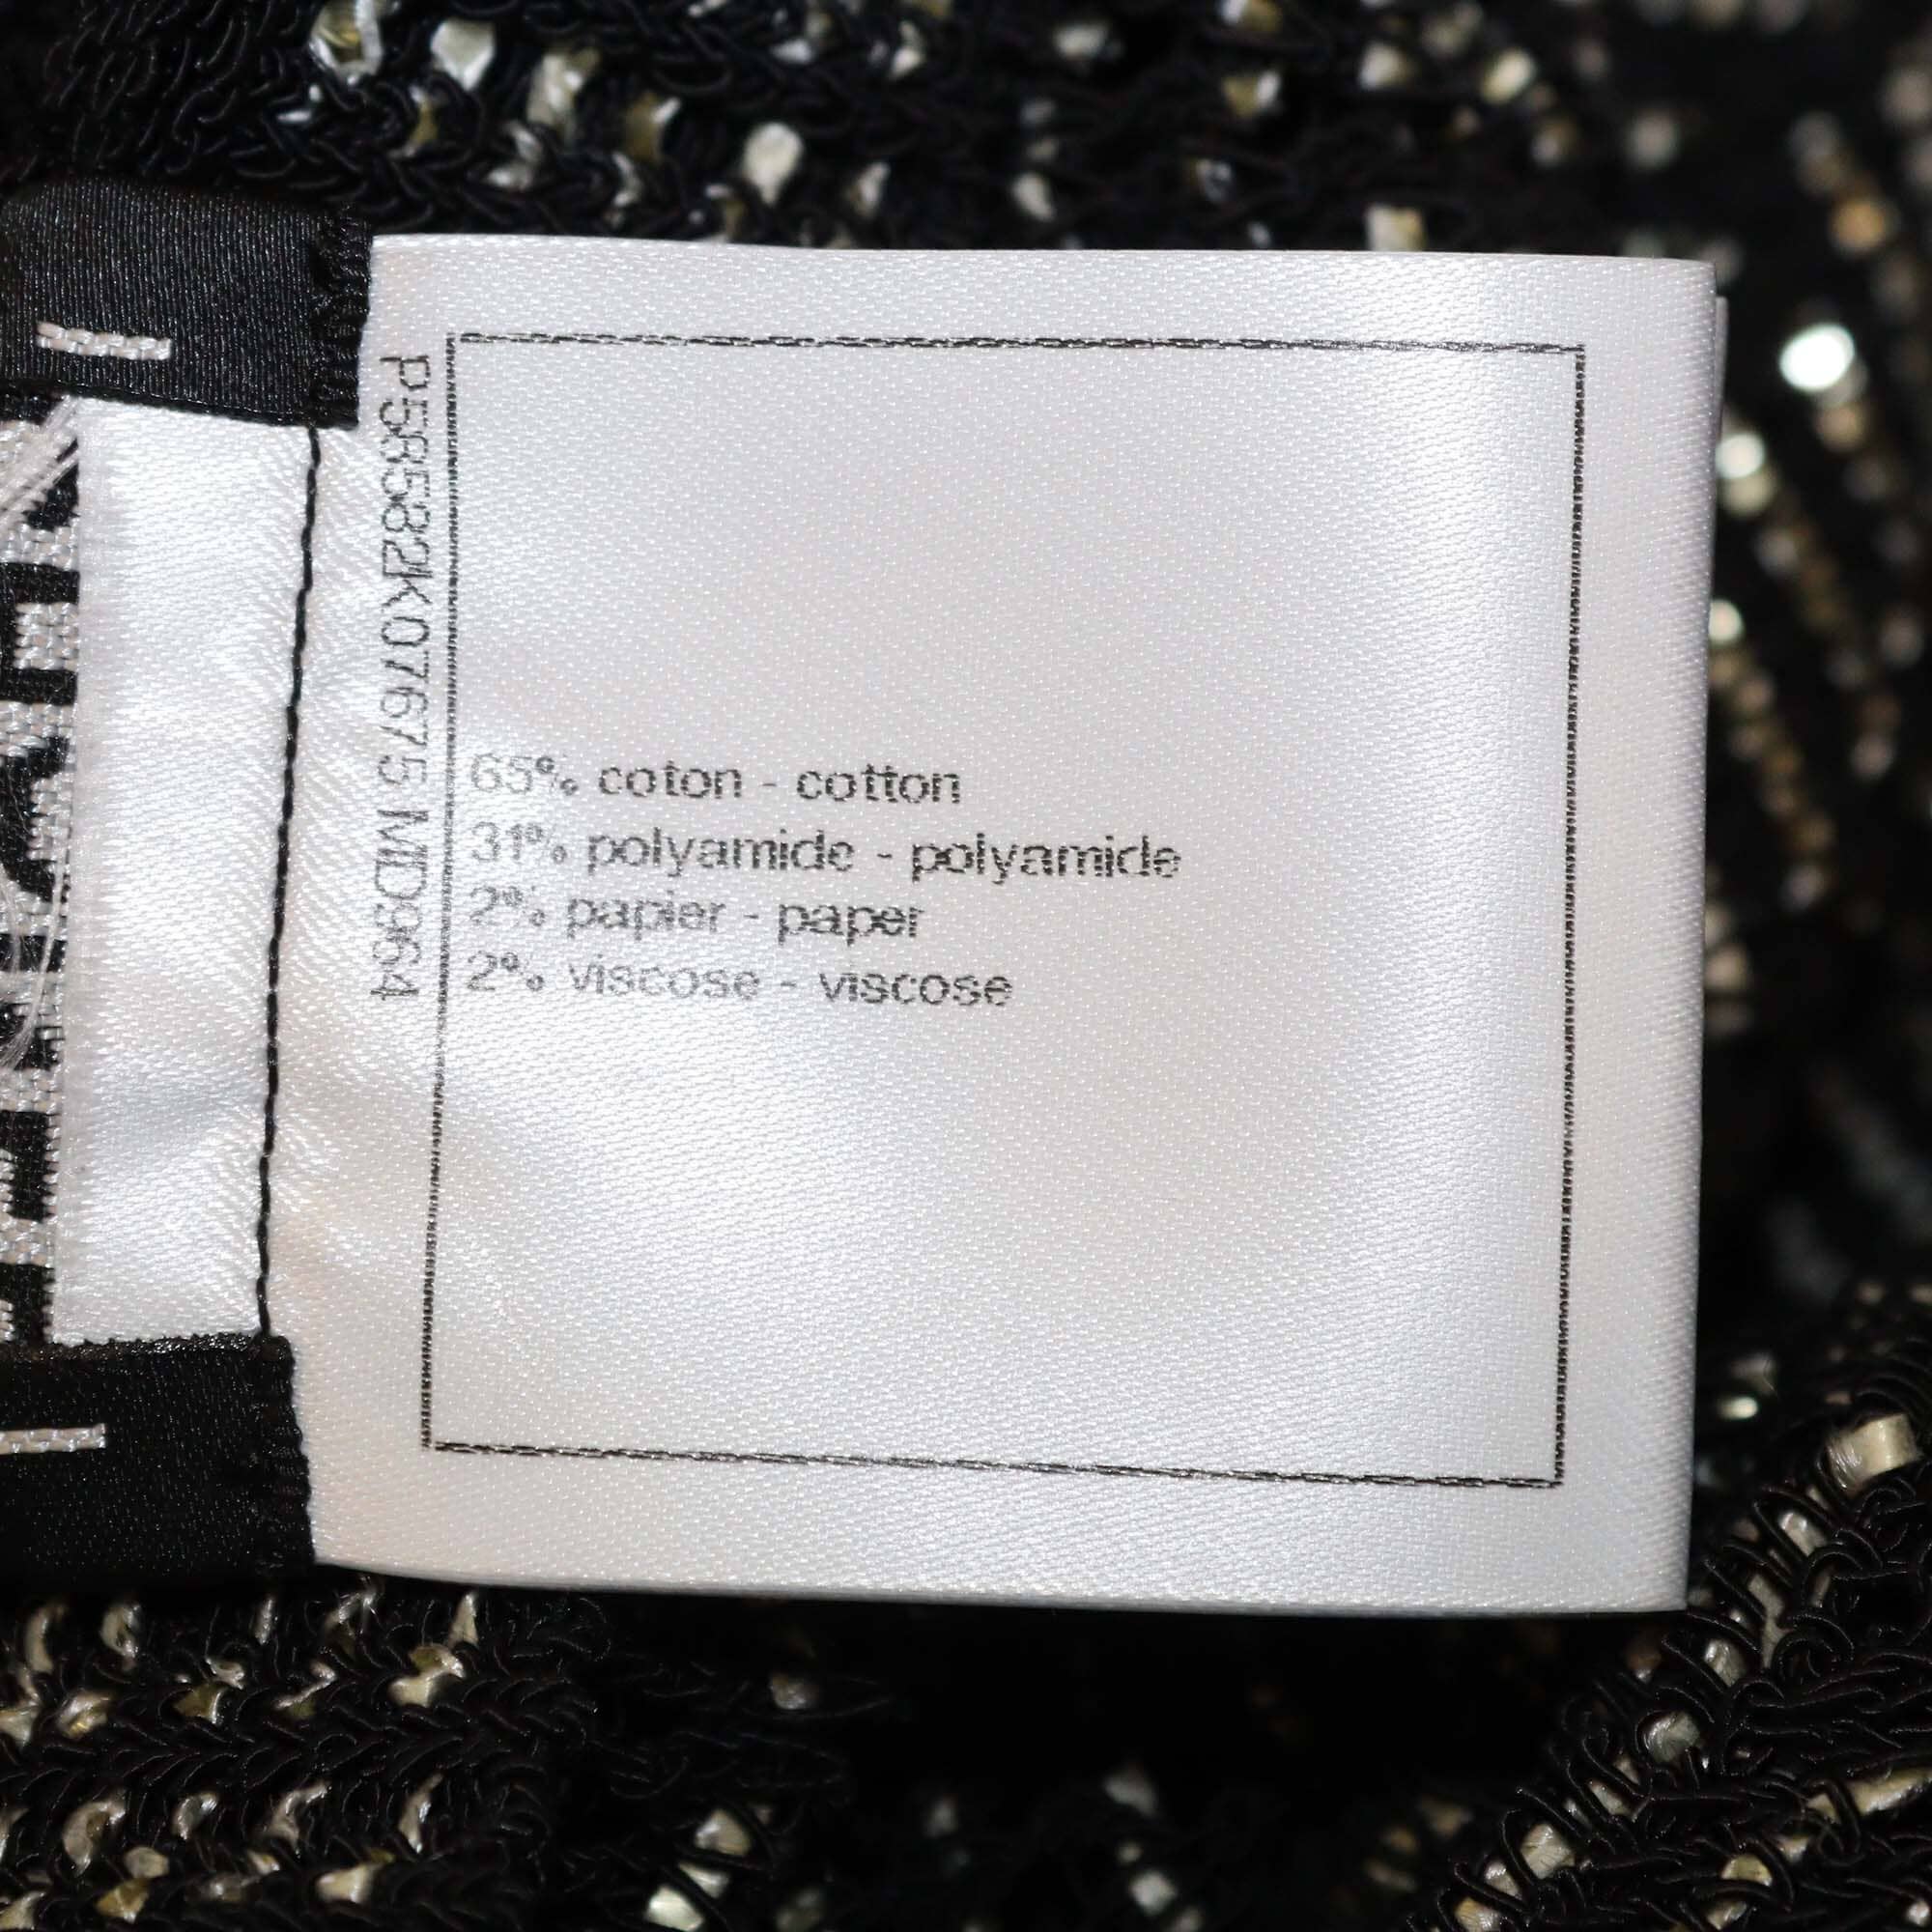 P58582K07675 MD964
65% coton - cotton
31% polyamide - polyamide
2% papier - paper
2% viscose - viscose